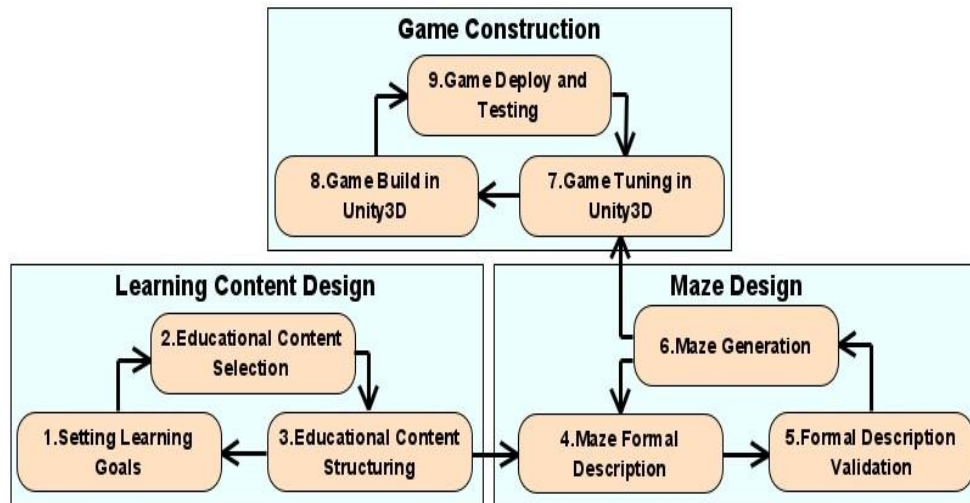 Game Construction
9.Game Deploy and
Testing
8.Game Build in
Unity3D
7.Game Tuning in
Unity3D
Learning Content Design
2.Educational Content
Selection
1.Setting Learning
Goals
3.Educational Content
Structuring
Maze Design
6.Maze Generation
4.Maze Formal
Description
5.Formal Description
Validation